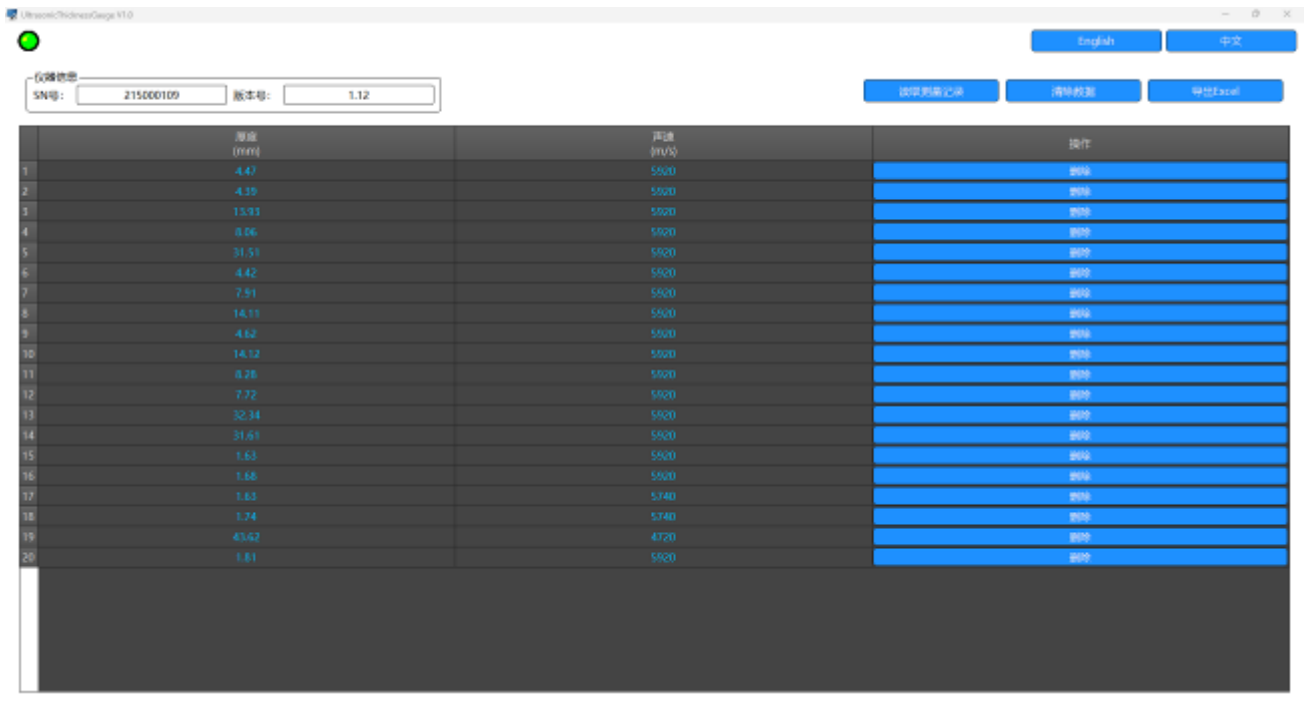 UltrasonicThicknessGauge V1.0
English 中文
仪器信息
SN号: 215000109 版本号: 1.12
读取测量记录 清除数据 导出Excel
厚度 声速 操作
(mm) (m/s)
1 4.47 5920 删除
2 4.39 5920 删除
3 13.93 5920 删除
4 8.06 5920 删除
5 31.51 5920 删除
6 4.42 5920 删除
7 7.91 5920 删除
8 14.11 5920 删除
9 4.62 5920 删除
10 14.12 5920 删除
11 8.28 5920 删除
12 7.72 5920 删除
13 32.34 5920 删除
14 31.61 5920 删除
15 1.63 5920 删除
16 1.68 5920 删除
17 1.63 5740 删除
18 1.74 5740 删除
19 43.62 4720 删除
20 1.81 5920 删除